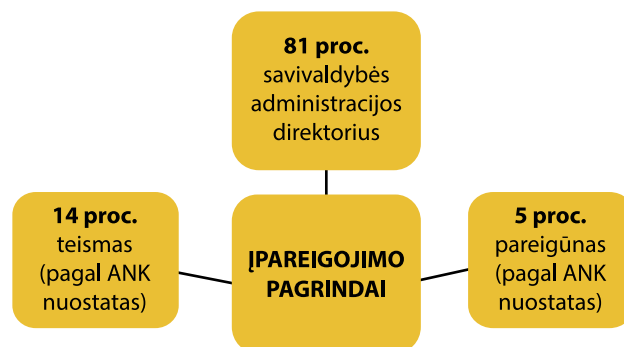 81 proc.
savivaldybės
administracijos
direktorius
14 proc.
teismas
(pagal ANK
nuostatas)
ĮPAREIGOJIMO
PAGRINDAI
5 proc.
pareigūnas
(pagal ANK
nuostatas)